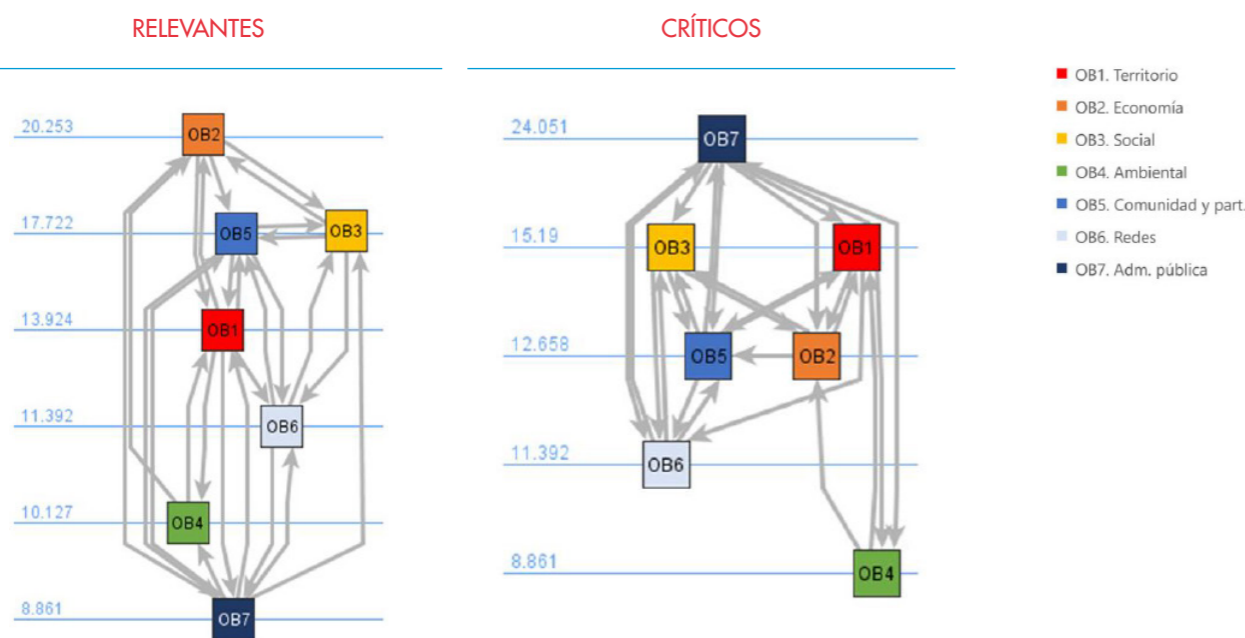 RELEVANTES
20.253
OB2
17.722
OB5
OB3
13.924
OB1
11.392
OB6
10.127
OB4
8.861
OB7
CRÍTICOS
24.051
OB7
15.19
OB3
OB1
12.658
OB5
OB2
11.392
OB6
8.861
OB4
OB1. Territorio
OB2. Economía
OB3. Social
OB4. Ambiental
OB5. Comunidad y part.
OB6. Redes
OB7. Adm. pública